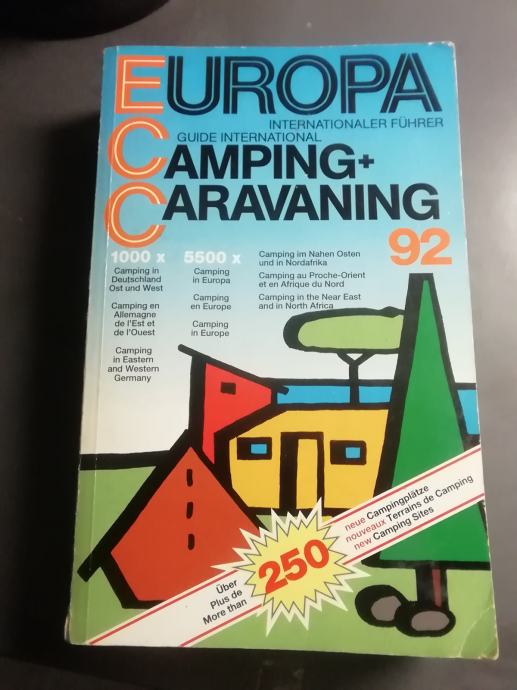 EUROPA
INTERNATIONALER FÜHRER
GUIDE INTERNATIONAL
CAMPING+
CARAVANING
92
1000 x
Camping in
Deutschland
Ost und West
Camping en
Allemagne
de l'Est et
de l'Ouest
Camping
in Eastern
and Western
Germany
5500 x
Camping
in Europa
Camping
en Europe
Camping
in Europe
Camping im Nahen Osten
und in Nordafrika
Camping au Proche-Orient
et en Afrique du Nord
Camping in the Near East
and in North Africa
Über
Plus de
More than
250
neue Campingplätze
nouveaux Terrains de Camping
new Camping Sites